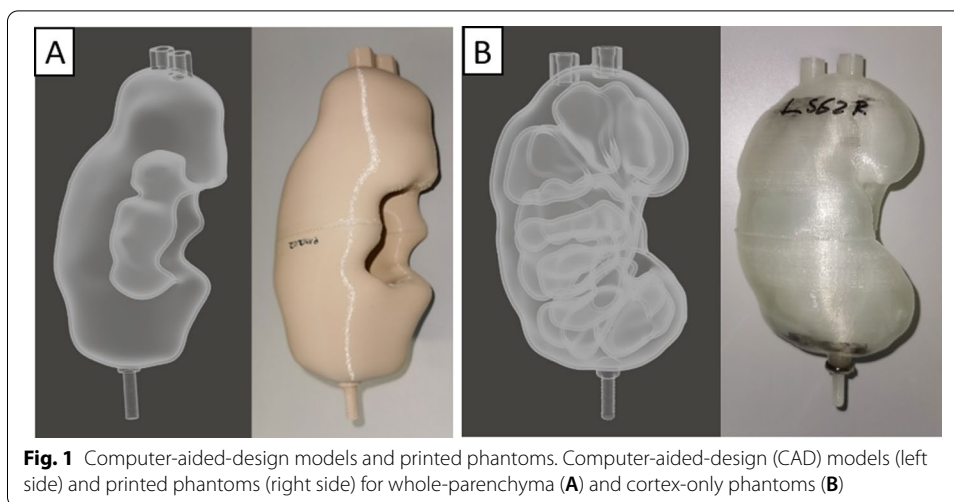 A
B
L562R
Fig. 1 Computer-aided-design models and printed phantoms. Computer-aided-design (CAD) models (left
side) and printed phantoms (right side) for whole-parenchyma (A) and cortex-only phantoms (B)